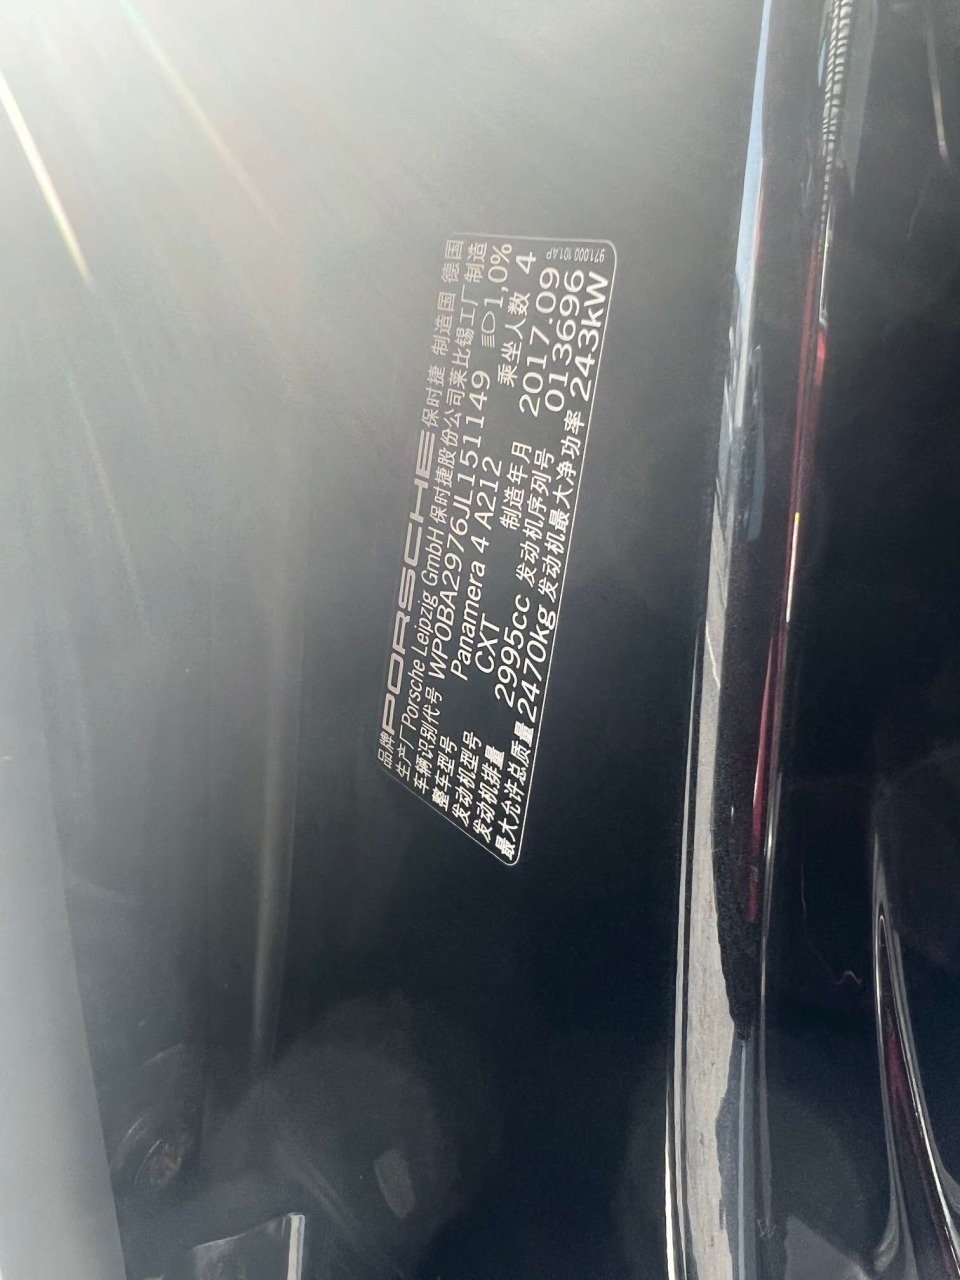 品牌 PORSCHE 保时捷 制造国 德国
生产厂 Porsche Leipzig GmbH 保时捷股份公司莱比锡工厂制造
车辆识别代号 WP0BA2976JL151149 1,0%
整车型号 Panamera 4 A212 乘坐人数 4
发动机型号 CXT 制造年月 2017.09
发动机排量 2995cc 发动机序列号 013696
最大允许总质量 2470kg 发动机最大净功率 243kW
971.000.101.AP